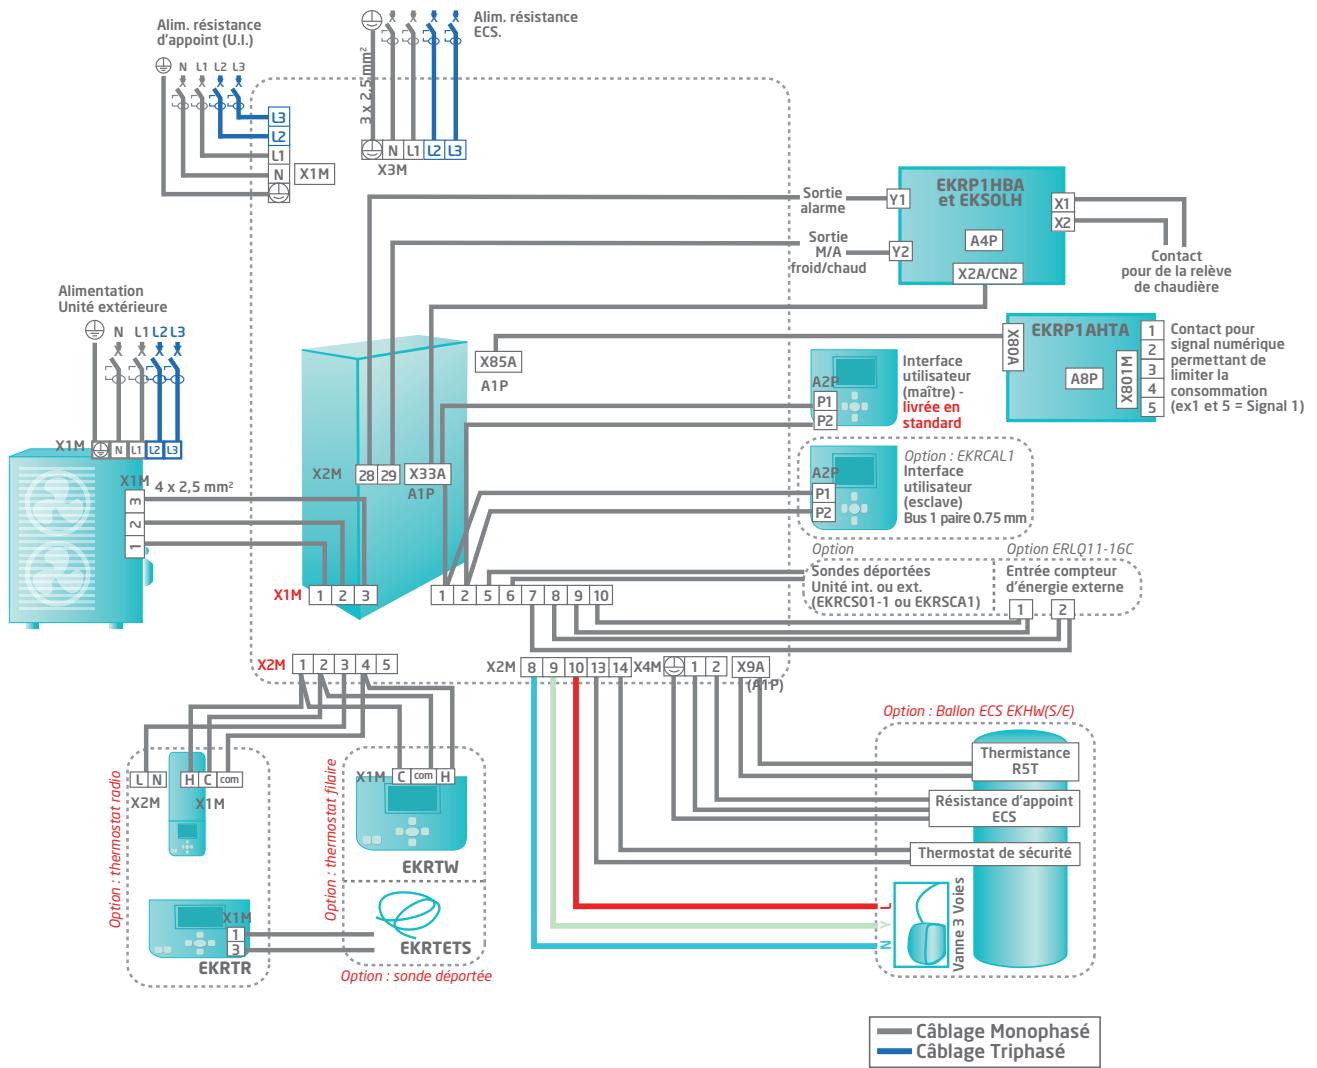 Alim. résistance
d'appoint (U.I.)
N L1 L2 L3
L3
L2
L1
N
X1M
Alim. résistance
ECS.
3 x 2,5 mm²
N L1 L2 L3
X3M
Sortie
alarme
Sortie
M/A
froid/chaud
Y1
Y2
EKRP1HBA
et EKSOLH
A4P
X2A/CN2
X1
X2
Contact
pour de la relève
de chaudière
Alimentation
Unité extérieure
N L1 L2 L3
X1M
N L1 L2 L3
X1M
3
2
1
4 x 2,5 mm²
X85A
A1P
X80A
EKRP1AHTA
A8P
X801M
1
2
3
4
5
Contact pour
signal numérique
permettant de
limiter la
consommation
(ex1 et 5 = Signal 1)
A2P
P1
P2
Interface
utilisateur
(maître) -
livrée en
standard
X2M 28 29 X33A
A1P
Option : EKRCAL1
A2P
P1
P2
Interface
utilisateur
(esclave)
Bus 1 paire 0.75 mm
Option
Sondes déportées
Unité int. ou ext.
(EKRCS01-1 ou EKRSCA1)
Option ERLQ11-16C
Entrée compteur
d'énergie externe
1 2
X1M 1 2 3
1 2 5 6 7 8 9 10
X2M 1 2 3 4 5
X2M 8 9 10 13 14 X4M 1 2 X9A
(A1P)
Option : thermostat radio
L N
X2M
H C com
X1M
X1M
1
3
EKRTR
Option : thermostat filaire
X1M C com H
EKRTW
EKRTETS
Option : sonde déportée
Option : Ballon ECS EKHW(S/E)
Thermistance
R5T
Résistance d'appoint
ECS
Thermostat de sécurité
L
Y
N
Vanne 3 Voies
Câblage Monophasé
Câblage Triphasé